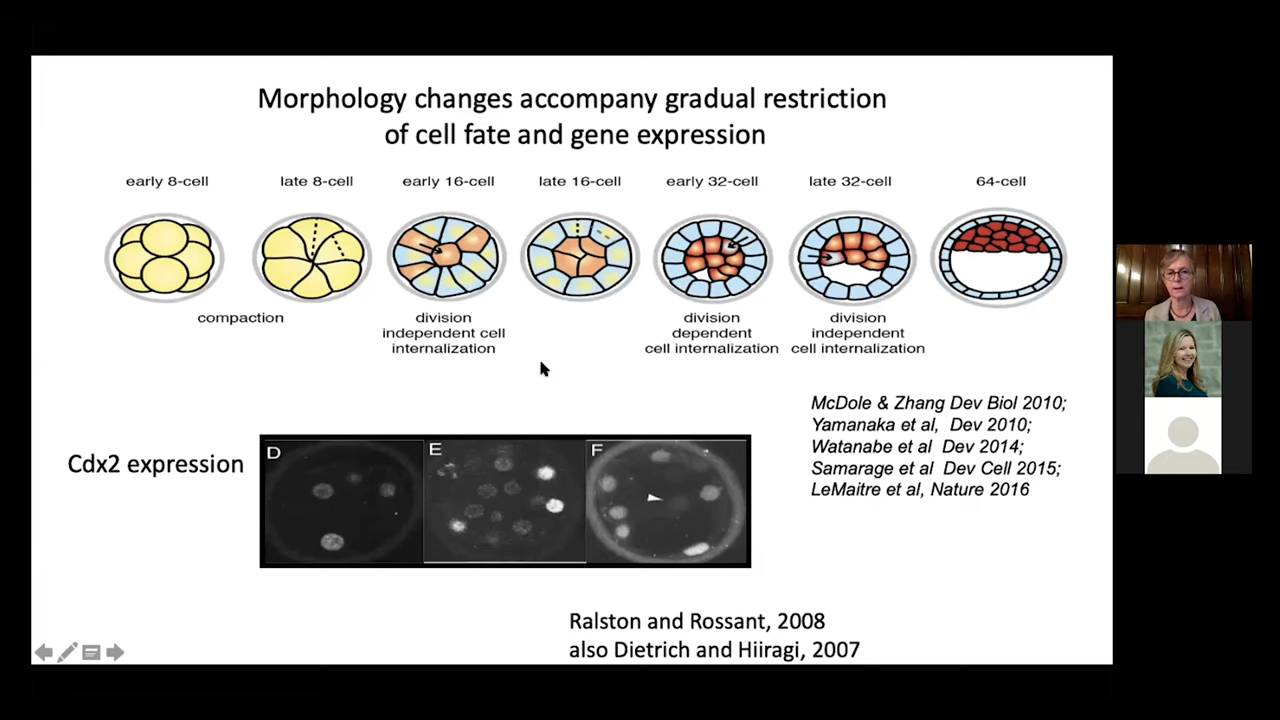 Morphology changes accompany gradual restriction
of cell fate and gene expression
early 8-cell
late 8-cell
early 16-cell
late 16-cell
early 32-cell
late 32-cell
64-cell
compaction
division
independent cell
internalization
division
dependent
cell internalization
division
independent
cell internalization
McDole & Zhang Dev Biol 2010;
Yamanaka et al, Dev 2010;
Watanabe et al Dev 2014;
Samarage et al Dev Cell 2015;
LeMaitre et al, Nature 2016
Cdx2 expression
D
E
F
Ralston and Rossant, 2008
also Dietrich and Hiiragi, 2007